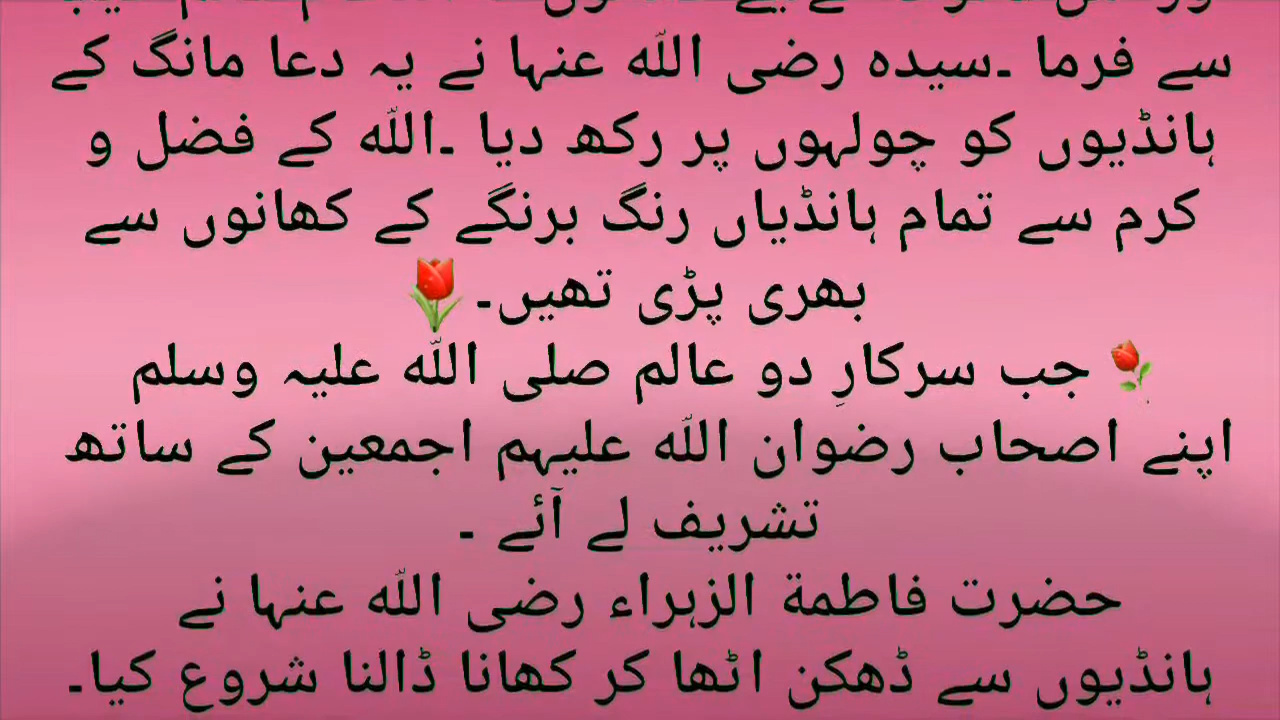 سے فرما ۔سیدہ رضی اللہ عنہا نے یہ دعا مانگ کے
ہانڈیوں کو چولہوں پر رکھ دیا ۔اللہ کے فضل و
کرم سے تمام ہانڈیاں رنگ برنگے کے کھانوں سے
بھری پڑی تھیں۔🌷
🌹 جب سرکارِ دو عالم صلی اللہ علیہ وسلم
اپنے اصحاب رضوان اللہ علیہم اجمعین کے ساتھ
تشریف لے آئے ۔
حضرت فاطمة الزہراء رضی اللہ عنہا نے
ہانڈیوں سے ڈھکن اٹھا کر کھانا ڈالنا شروع کیا۔